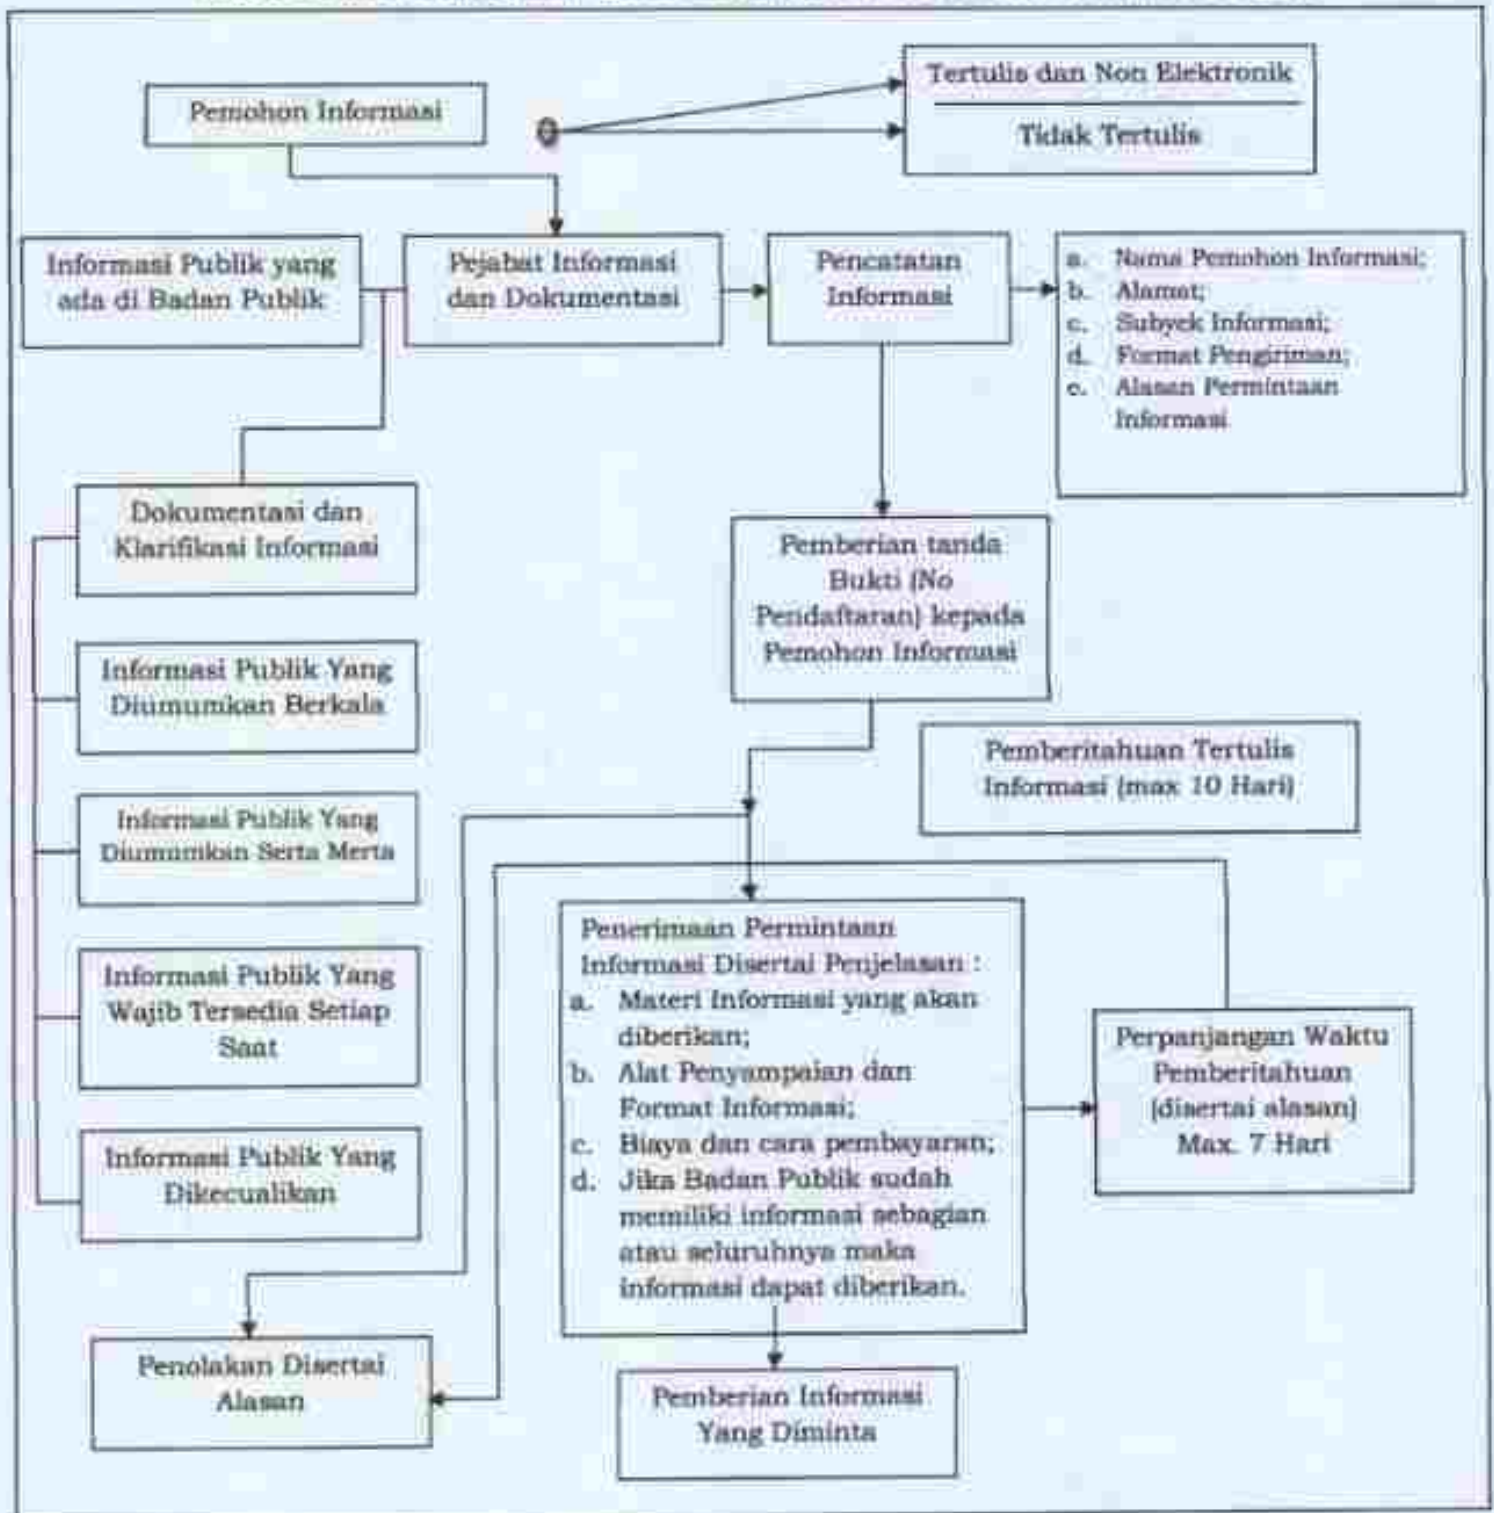 Pemohon Informasi
Tertulis dan Non Elektronik
Tidak Tertulis
Informasi Publik yang
ada di Badan Publik
Pejabat Informasi
dan Dokumentasi
Pencatatan
Informasi
a. Nama Pemohon Informasi;
b. Alamat;
c. Subyek Informasi;
d. Format Pengiriman;
e. Alasan Permintaan
Informasi
Dokumentasi dan
Klarifikasi Informasi
Pemberian tanda
Bukti (No
Pendaftaran) kepada
Pemohon Informasi
Informasi Publik Yang
Diumumkan Berkala
Pemberitahuan Tertulis
Informasi (max 10 Hari)
Informasi Publik Yang
Diumumkan Serta Merta
Penerimaan Permintaan
Informasi Disertai Penjelasan :
a. Materi Informasi yang akan
diberikan;
b. Alat Penyampaian dan
Format Informasi;
c. Biaya dan cara pembayaran;
d. Jika Badan Publik sudah
memiliki informasi sebagian
atau seluruhnya maka
informasi dapat diberikan.
Informasi Publik Yang
Wajib Tersedia Setiap
Saat
Perpanjangan Waktu
Pemberitahuan
(disertai alasan)
Max. 7 Hari
Informasi Publik Yang
Dikecualikan
Penolakan Disertai
Alasan
Pemberian Informasi
Yang Diminta